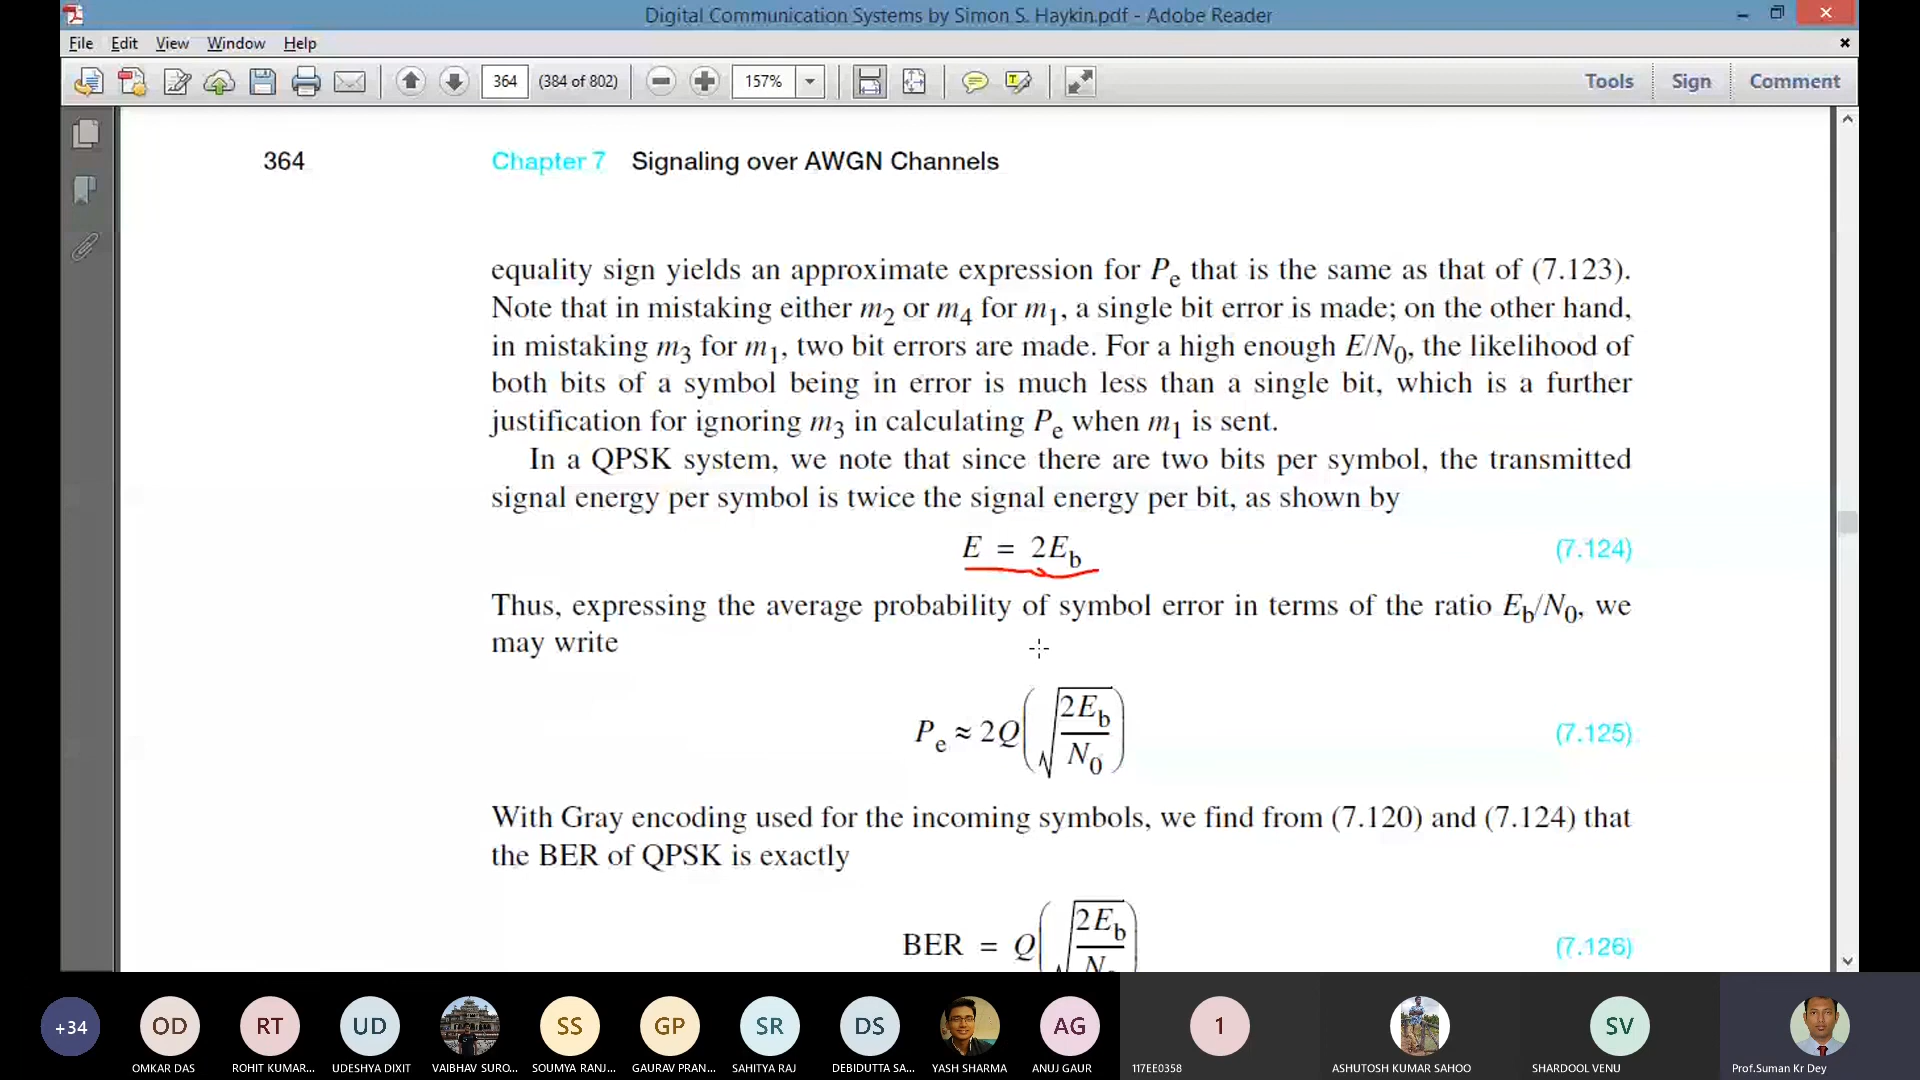 Digital Communication Systems by Simon S. Haykin.pdf - Adobe Reader
File Edit View Window Help
364 (384 of 802) 157% Tools Sign Comment
364 Chapter 7 Signaling over AWGN Channels
equality sign yields an approximate expression for Pe that is the same as that of (7.123).
Note that in mistaking either m2 or m4 for m1, a single bit error is made; on the other hand,
in mistaking m3 for m1, two bit errors are made. For a high enough E/N0, the likelihood of
both bits of a symbol being in error is much less than a single bit, which is a further
justification for ignoring m3 in calculating Pe when m1 is sent.
In a QPSK system, we note that since there are two bits per symbol, the transmitted
signal energy per symbol is twice the signal energy per bit, as shown by
E = 2Eb (7.124)
Thus, expressing the average probability of symbol error in terms of the ratio Eb/N0, we
may write
Pe ≈ 2Q(√(2Eb/N0)) (7.125)
With Gray encoding used for the incoming symbols, we find from (7.120) and (7.124) that
the BER of QPSK is exactly
BER = Q(√(2Eb/N (7.126)
+34 OD RT UD SS GP SR DS AG 1 SV
OMKAR DAS ROHIT KUMAR... UDESHYA DIXIT VAIBHAV SURO... SOUMYA RANJ... GAURAV PRAN... SAHITYA RAJ DEBIDUTTA SA... YASH SHARMA ANUJ GAUR 117EE0358 ASHUTOSH KUMAR SAHOO SHARDOOL VENU Prof.Suman Kr Dey